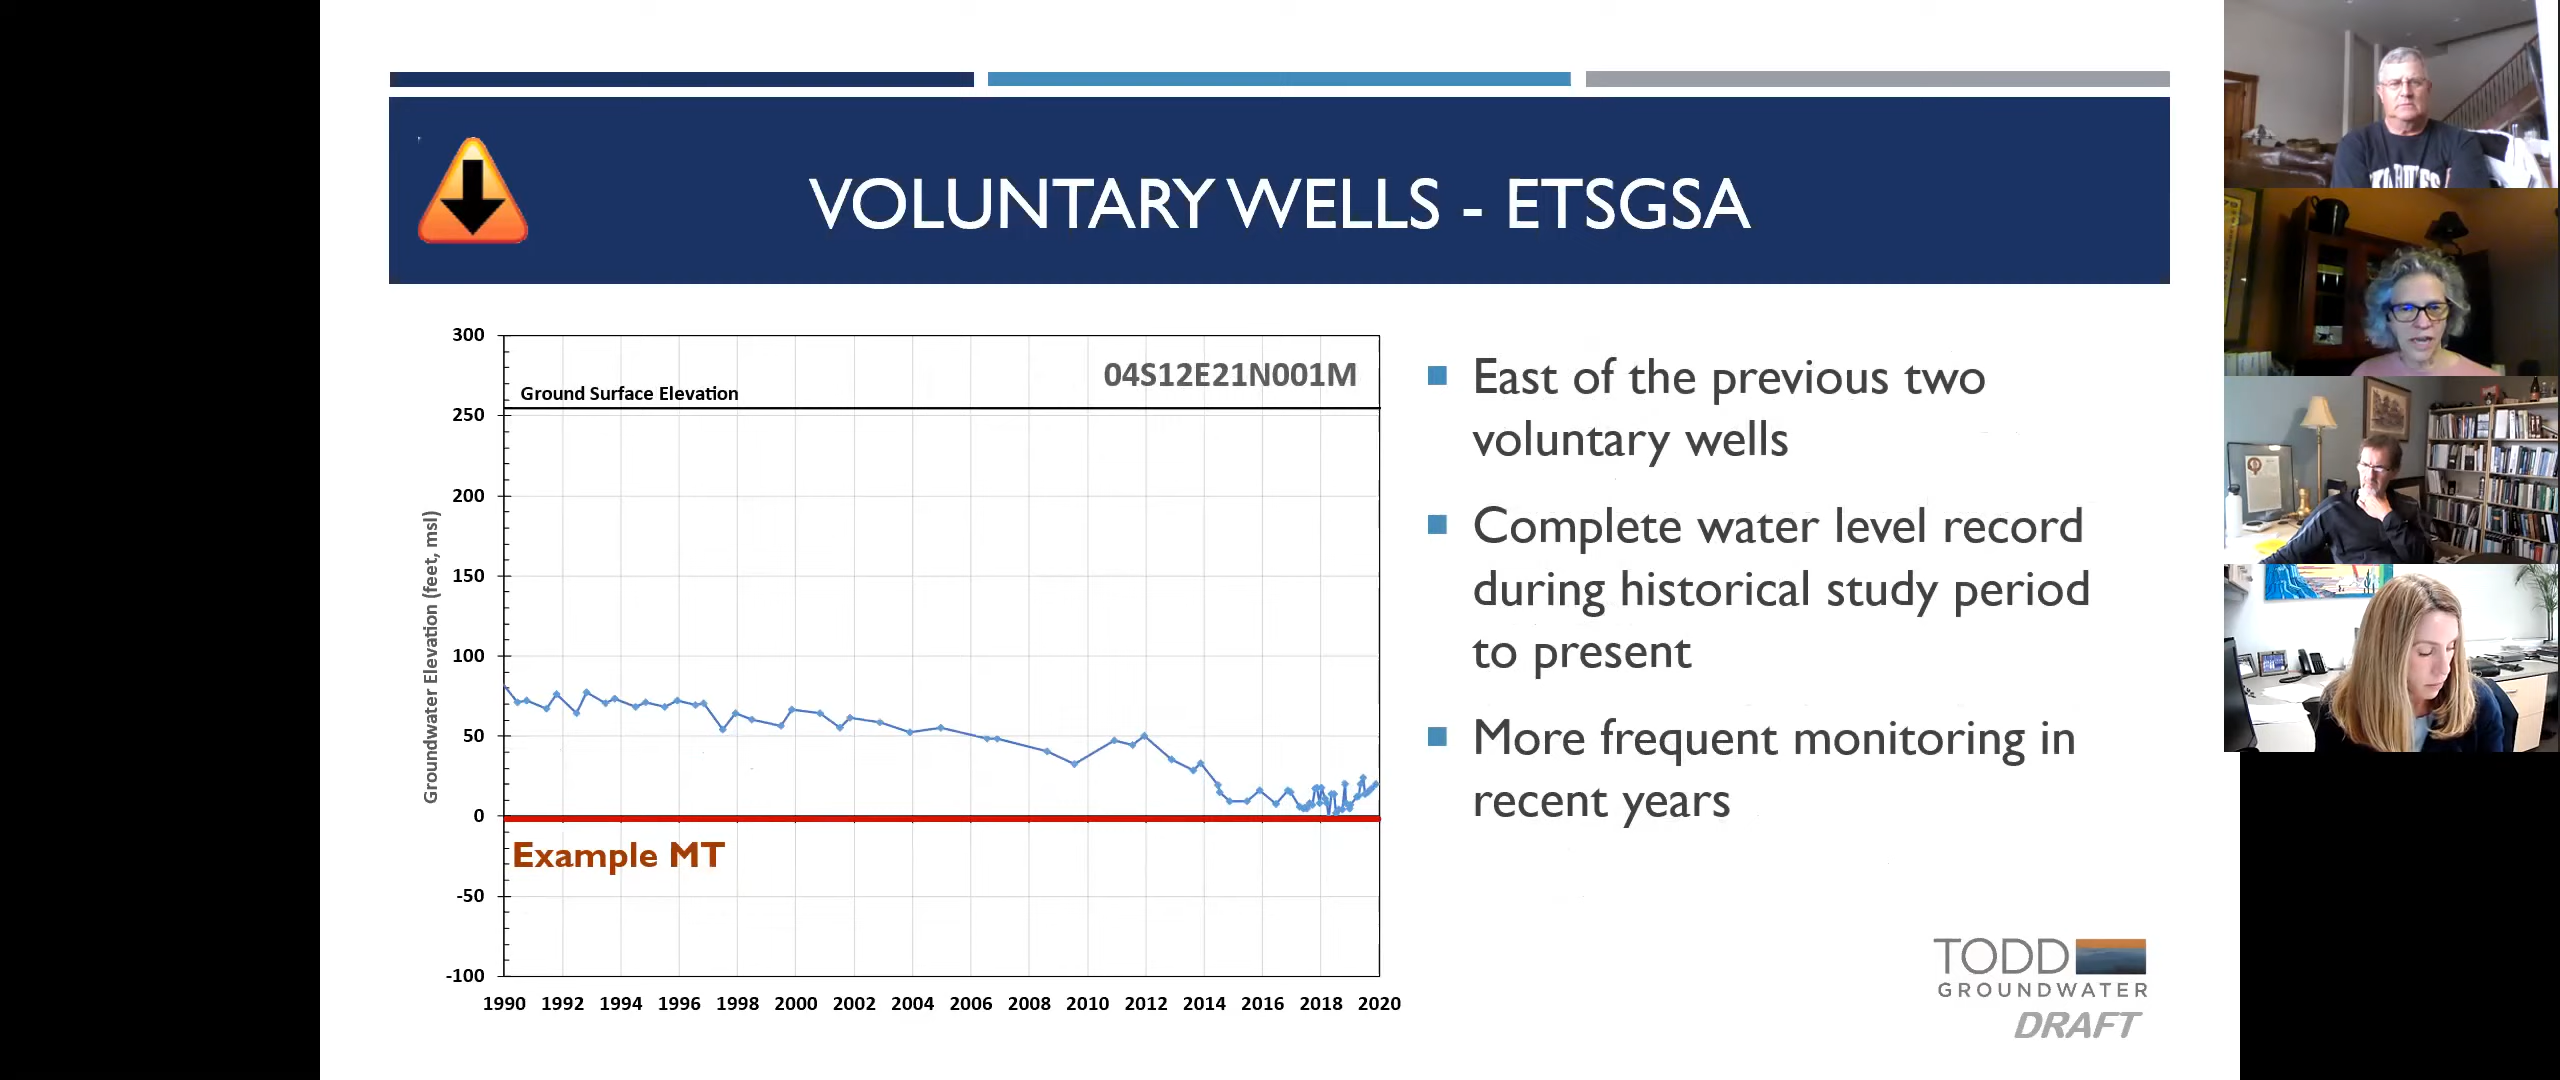 VOLUNTARY WELLS - ETSGSA
300
250
200
150
100
50
0
-50
-100
Groundwater Elevation (feet, msl)
Ground Surface Elevation
04S12E21N001M
Example MT
1990 1992 1994 1996 1998 2000 2002 2004 2006 2008 2010 2012 2014 2016 2018 2020
East of the previous two
voluntary wells
Complete water level record
during historical study period
to present
More frequent monitoring in
recent years
TODD
GROUNDWATER
DRAFT